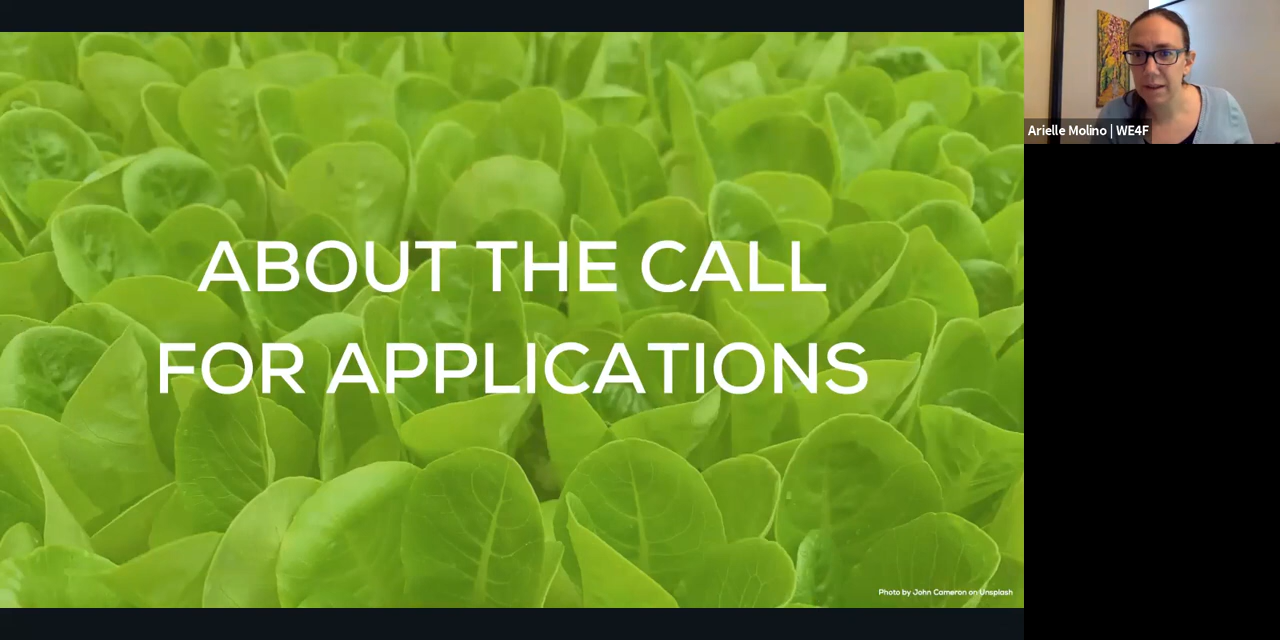 ABOUT THE CALL
FOR APPLICATIONS
Arielle Molino | WE4F
Photo by John Cameron on Unsplash